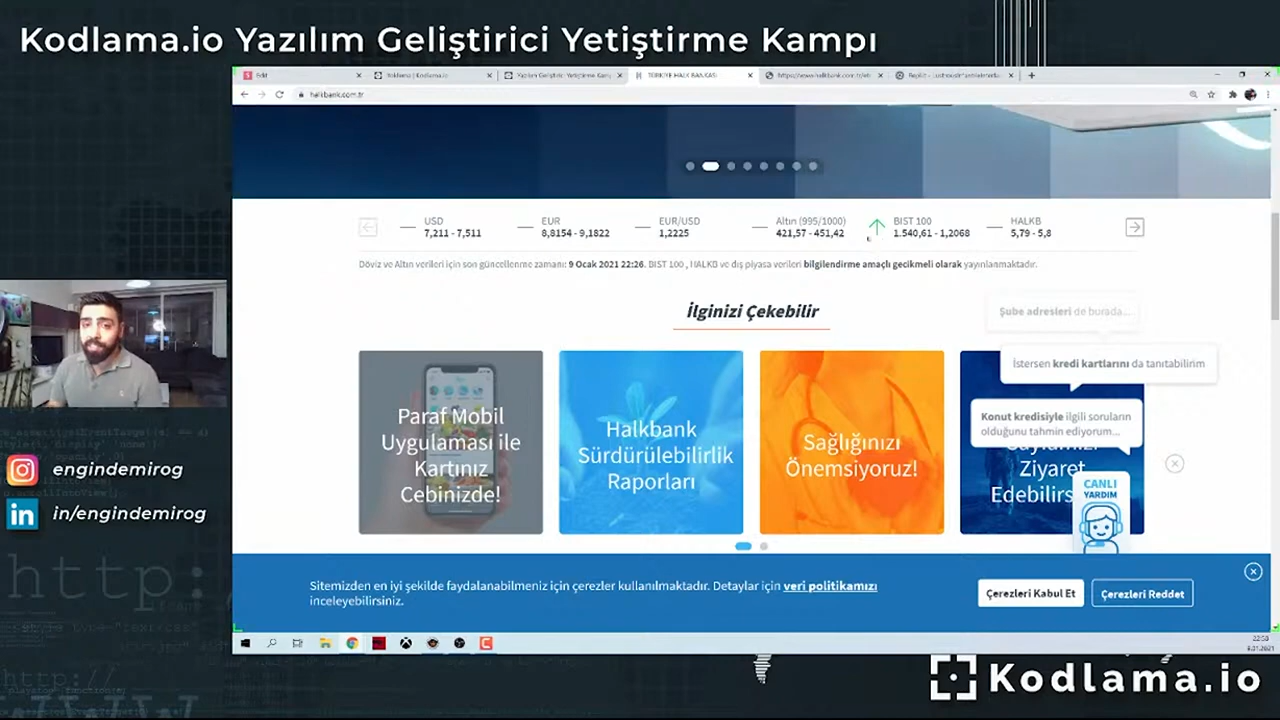 Kodlama.io Yazılım Geliştirici Yetiştirme Kampı
Edit
TÜRKİYE HALK BANKASI
halkbank.com.tr
USD
7,211 - 7,511
EUR
8,8154 - 9,1822
EUR/USD
1,2225
Altın (995/1000)
421,57 - 451,42
BIST 100
1.540,61 - 1,2068
HALKB
5,79 - 5,8
Döviz ve Altın verileri için son güncellenme zamanı: 9 Ocak 2021 22:26. BIST 100 , HALKB ve dış piyasa verileri bilgilendirme amaçlı gecikmeli olarak yayınlanmaktadır.
İlginizi Çekebilir
Şube adresleri de burada...
İstersen kredi kartlarını da tanıtabilirim
Konut kredisiyle ilgili soruların
olduğunu tahmin ediyorum...
Paraf Mobil
Uygulaması ile
Kartınız
Cebinizde!
Halkbank
Sürdürülebilirlik
Raporları
Sağlığınızı
Önemsiyoruz!
Ziyaret
CANLI
YARDIM
Sitemizden en iyi şekilde faydalanabilmeniz için çerezler kullanılmaktadır. Detaylar için veri politikamızı
inceleyebilirsiniz.
Çerezleri Kabul Et
Çerezleri Reddet
engindemirog
in/engindemirog
http:
Kodlama.io